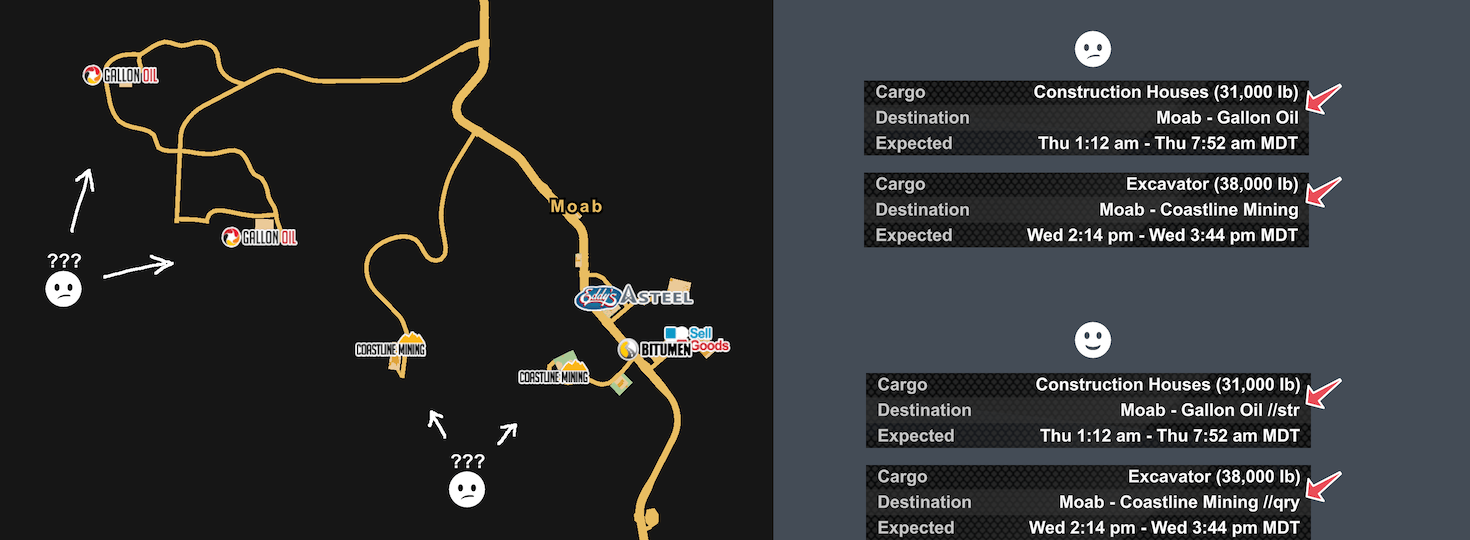 GALLON OIL
GALLON OIL
???
Moab
Eddy's ASTEEL
COASTLINE MINING
BITUMEN
Sell
Goods
COASTLINE MINING
???
Cargo Construction Houses (31,000 lb)
Destination Moab - Gallon Oil
Expected Thu 1:12 am - Thu 7:52 am MDT
Cargo Excavator (38,000 lb)
Destination Moab - Coastline Mining
Expected Wed 2:14 pm - Wed 3:44 pm MDT
Cargo Construction Houses (31,000 lb)
Destination Moab - Gallon Oil //str
Expected Thu 1:12 am - Thu 7:52 am MDT
Cargo Excavator (38,000 lb)
Destination Moab - Coastline Mining //qry
Expected Wed 2:14 pm - Wed 3:44 pm MDT